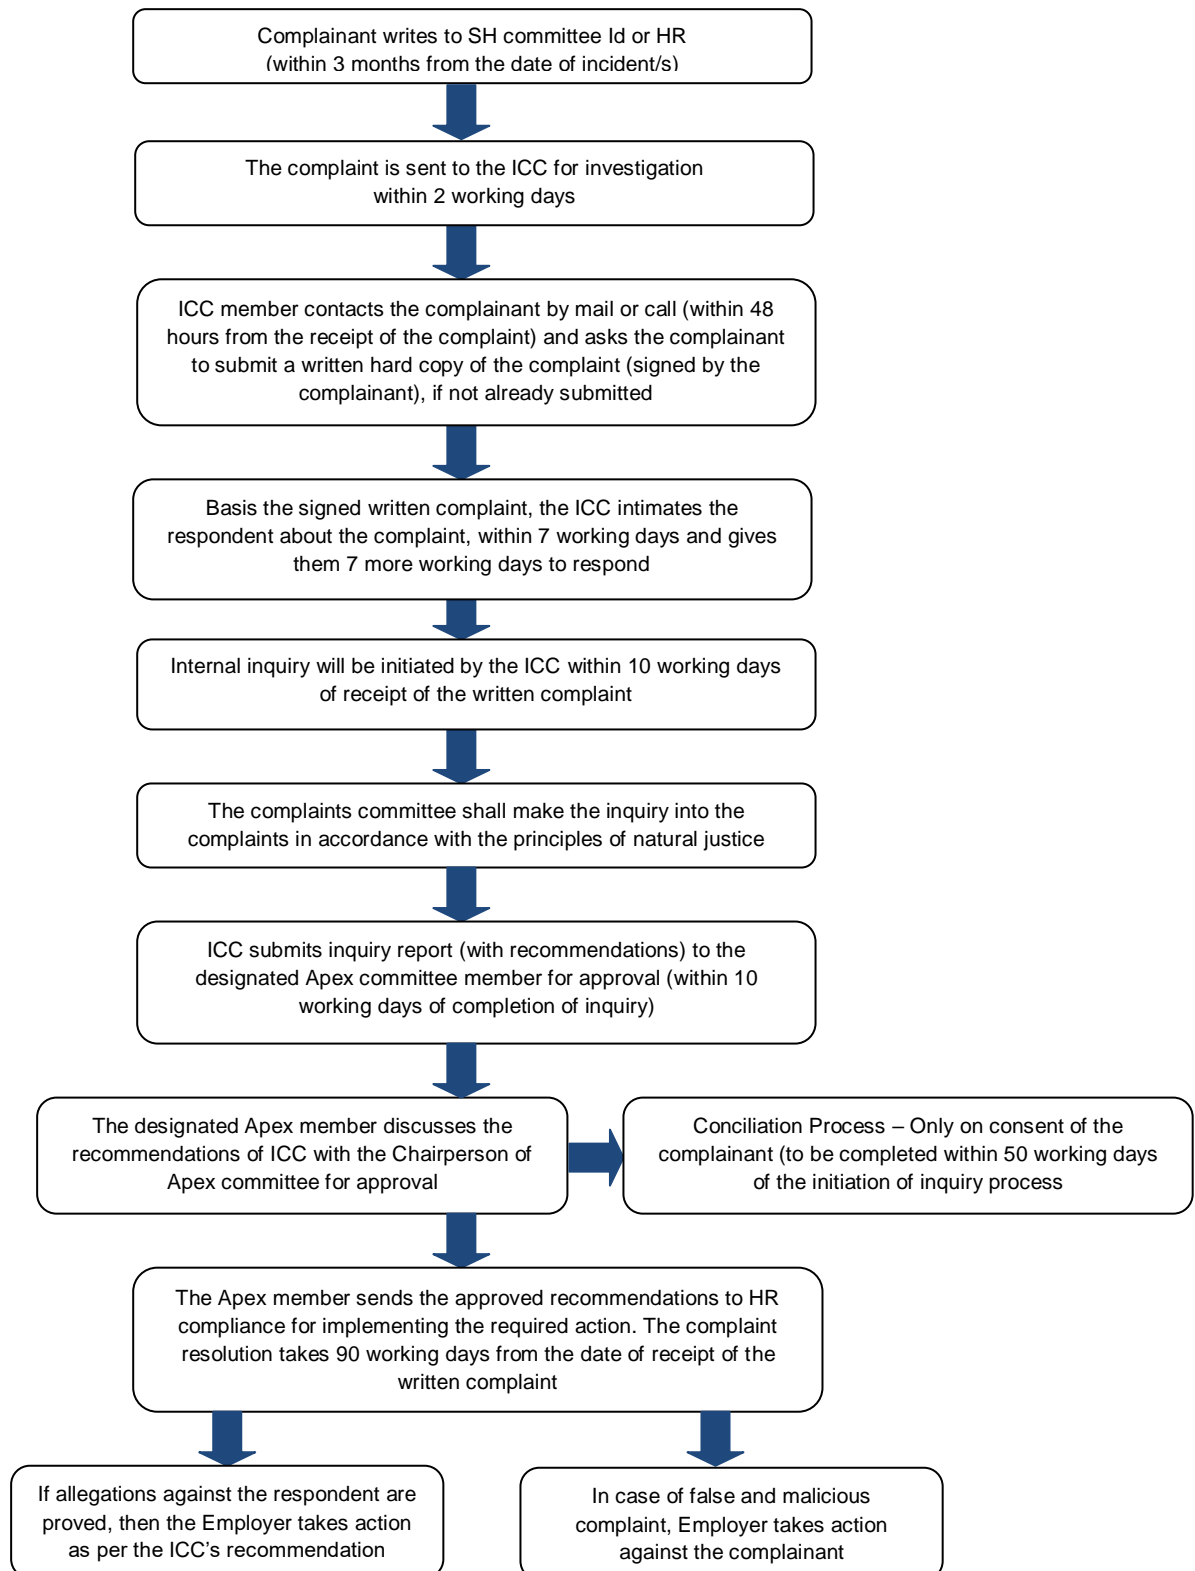 Complainant writes to SH committee Id or HR
(within 3 months from the date of incident/s)
The complaint is sent to the ICC for investigation
within 2 working days
ICC member contacts the complainant by mail or call (within 48
hours from the receipt of the complaint) and asks the complainant
to submit a written hard copy of the complaint (signed by the
complainant), if not already submitted
Basis the signed written complaint, the ICC intimates the
respondent about the complaint, within 7 working days and gives
them 7 more working days to respond
Internal inquiry will be initiated by the ICC within 10 working days
of receipt of the written complaint
The complaints committee shall make the inquiry into the
complaints in accordance with the principles of natural justice
ICC submits inquiry report (with recommendations) to the
designated Apex committee member for approval (within 10
working days of completion of inquiry)
The designated Apex member discusses the
recommendations of ICC with the Chairperson of
Apex committee for approval
Conciliation Process – Only on consent of the
complainant (to be completed within 50 working days
of the initiation of inquiry process
The Apex member sends the approved recommendations to HR
compliance for implementing the required action. The complaint
resolution takes 90 working days from the date of receipt of the
written complaint
If allegations against the respondent are
proved, then the Employer takes action
as per the ICC’s recommendation
In case of false and malicious
complaint, Employer takes action
against the complainant